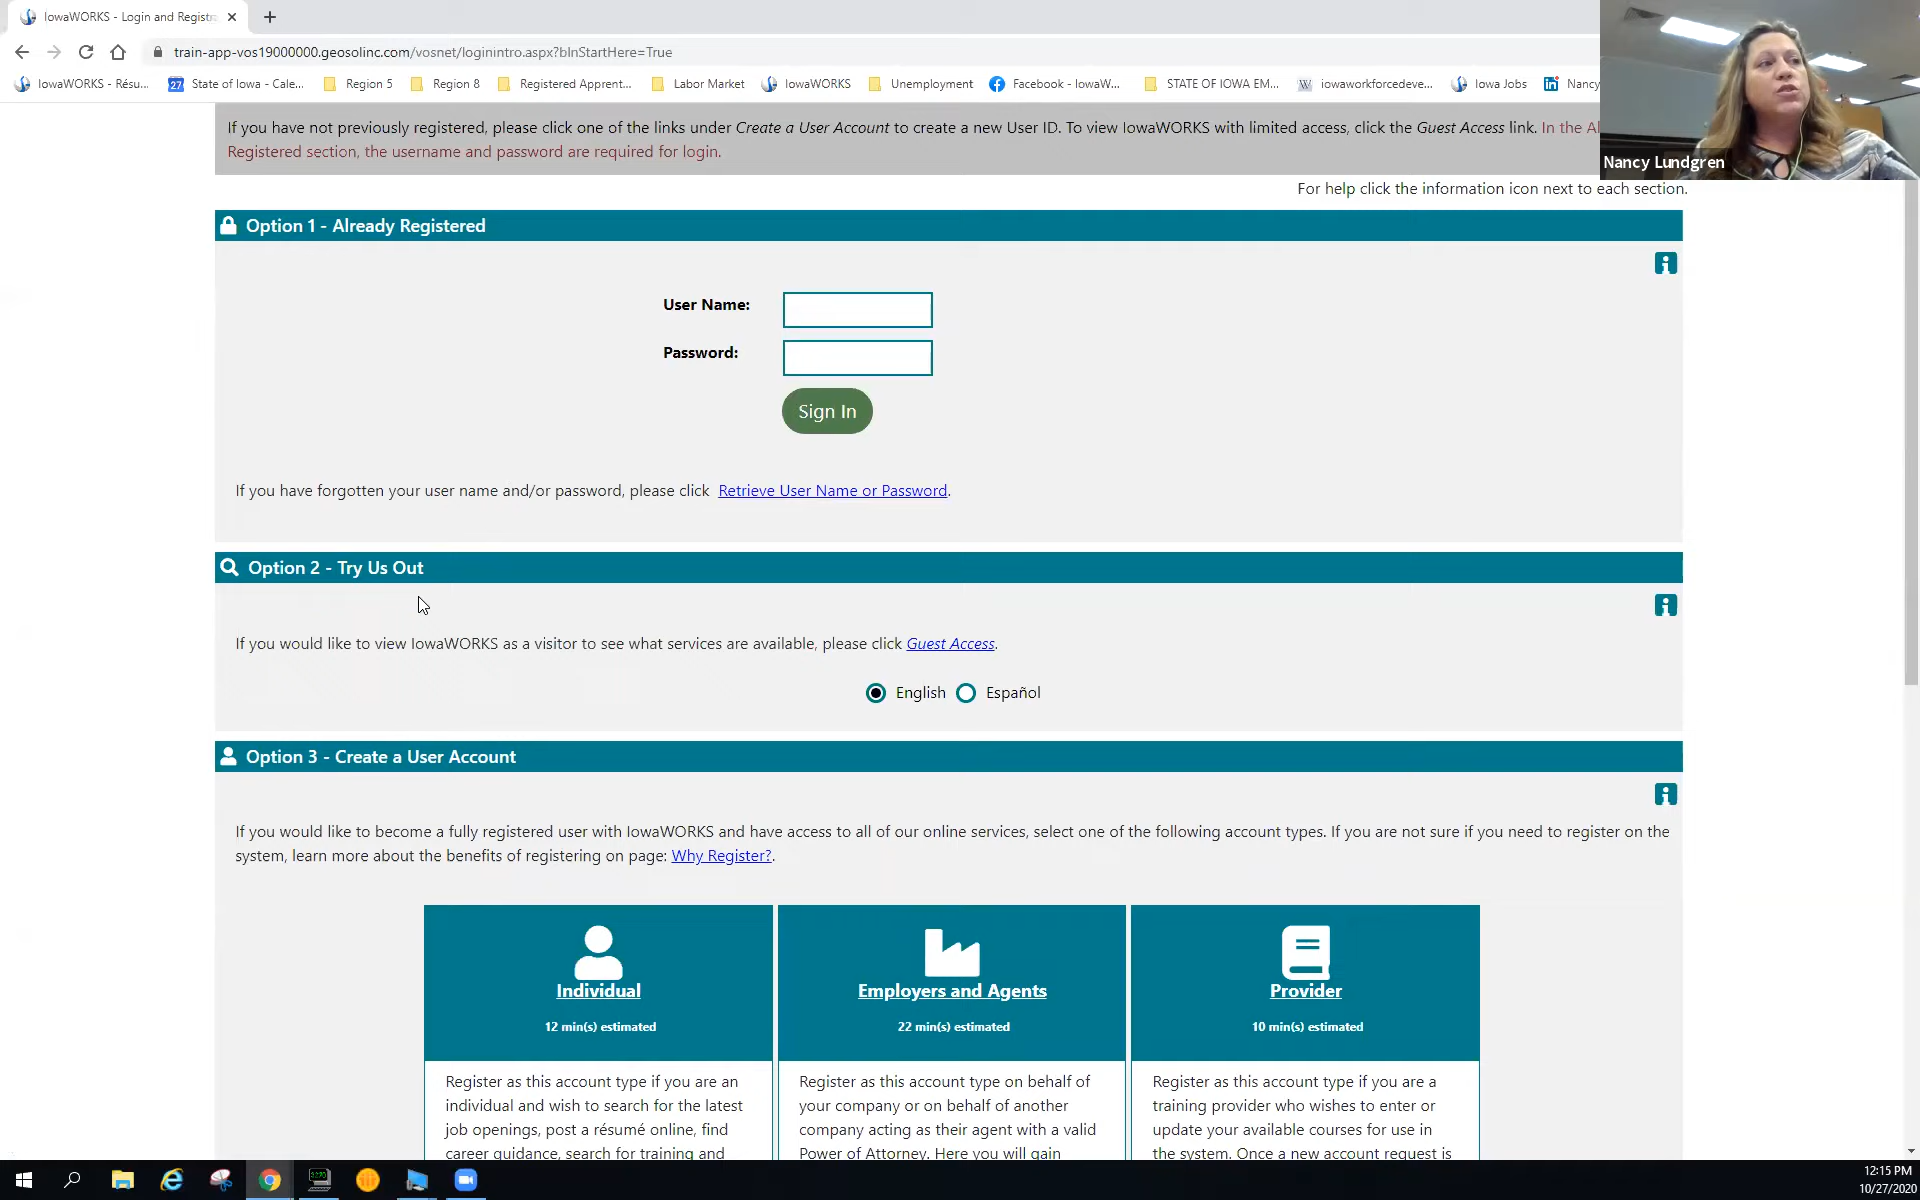 IowaWORKS - Login and Registra
train-app-vos19000000.geosolinc.com/vosnet/loginintro.aspx?bInStartHere=True
IowaWORKS - Résu... 27 State of Iowa - Cale... Region 5 Region 8 Registered Apprent... Labor Market IowaWORKS Unemployment Facebook - IowaW... STATE OF IOWA EM... W iowaworkforcedeve... Iowa Jobs in Nancy
If you have not previously registered, please click one of the links under Create a User Account to create a new User ID. To view IowaWORKS with limited access, click the Guest Access link. In the Al
Registered section, the username and password are required for login.
Nancy Lundgren
For help click the information icon next to each section.
Option 1 - Already Registered
User Name:
Password:
Sign In
If you have forgotten your user name and/or password, please click Retrieve User Name or Password.
Option 2 - Try Us Out
If you would like to view IowaWORKS as a visitor to see what services are available, please click Guest Access.
English Español
Option 3 - Create a User Account
If you would like to become a fully registered user with IowaWORKS and have access to all of our online services, select one of the following account types. If you are not sure if you need to register on the
system, learn more about the benefits of registering on page: Why Register?.
Individual
12 min(s) estimated
Register as this account type if you are an
individual and wish to search for the latest
job openings, post a résumé online, find
career guidance, search for training and
Employers and Agents
22 min(s) estimated
Register as this account type on behalf of
your company or on behalf of another
company acting as their agent with a valid
Power of Attorney. Here you will gain
Provider
10 min(s) estimated
Register as this account type if you are a
training provider who wishes to enter or
update your available courses for use in
the system. Once a new account request is
12:15 PM
10/27/2020